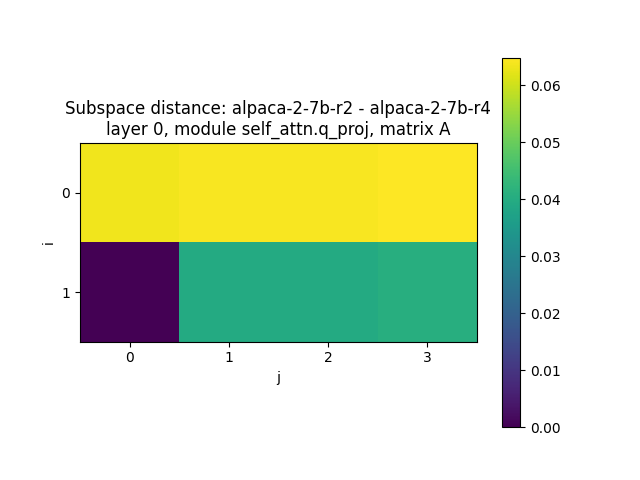 Subspace distance: alpaca-2-7b-r2 - alpaca-2-7b-r4
layer 0, module self_attn.q_proj, matrix A
0.06
0.05
0.04
0.03
0.02
0.01
0.00
i
0
1
0 1 2 3
j